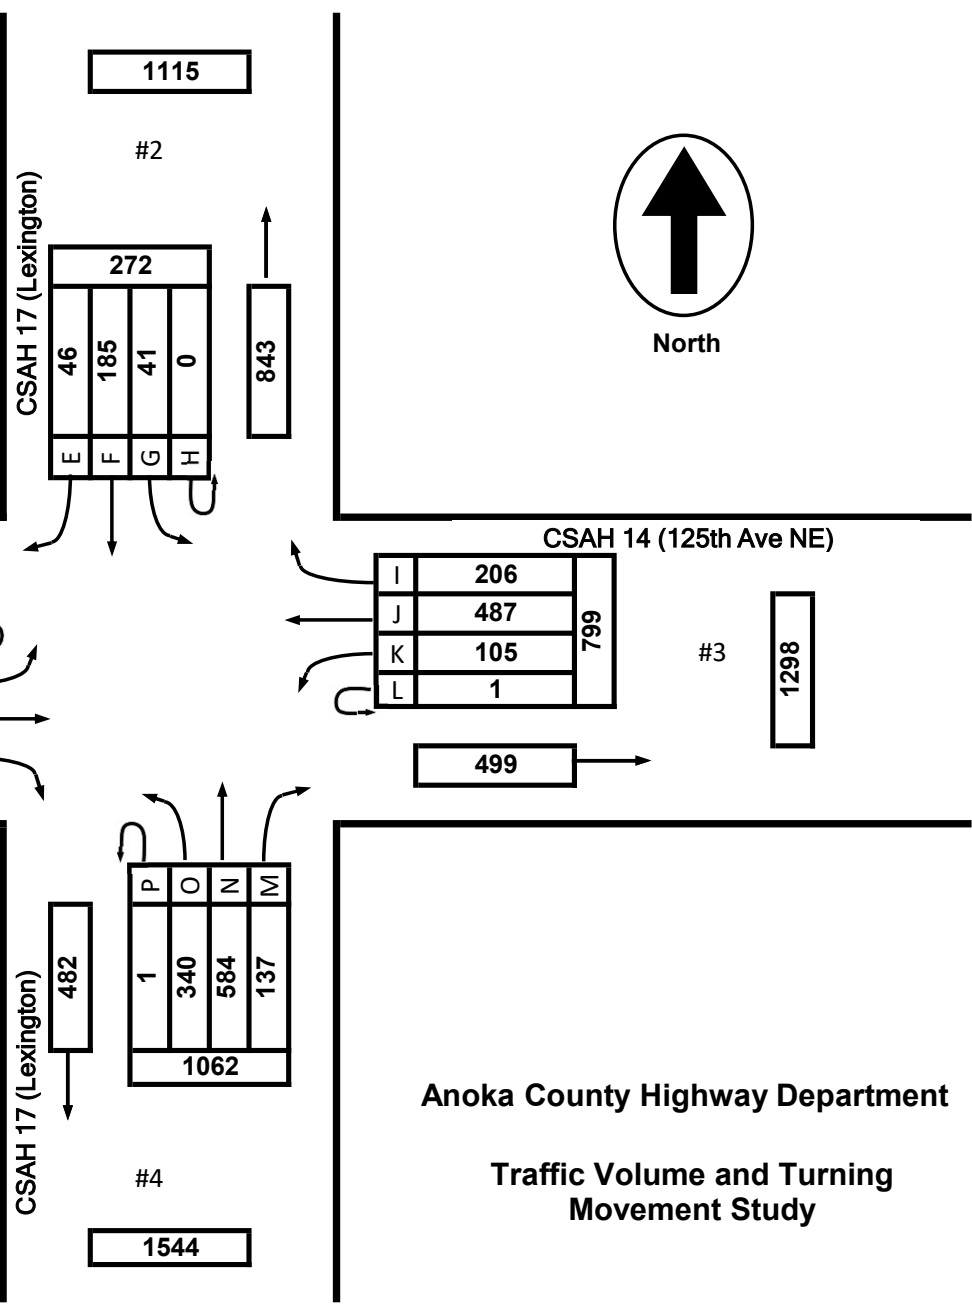 1115
#2
CSAH 17 (Lexington)
272
46
185
41
0
E
F
G
H
843
North
CSAH 14 (125th Ave NE)
I
206
J
487
K
105
L
1
799
#3
1298
499
P
O
N
M
1
340
584
137
1062
482
CSAH 17 (Lexington)
#4
1544
Anoka County Highway Department
Traffic Volume and Turning
Movement Study